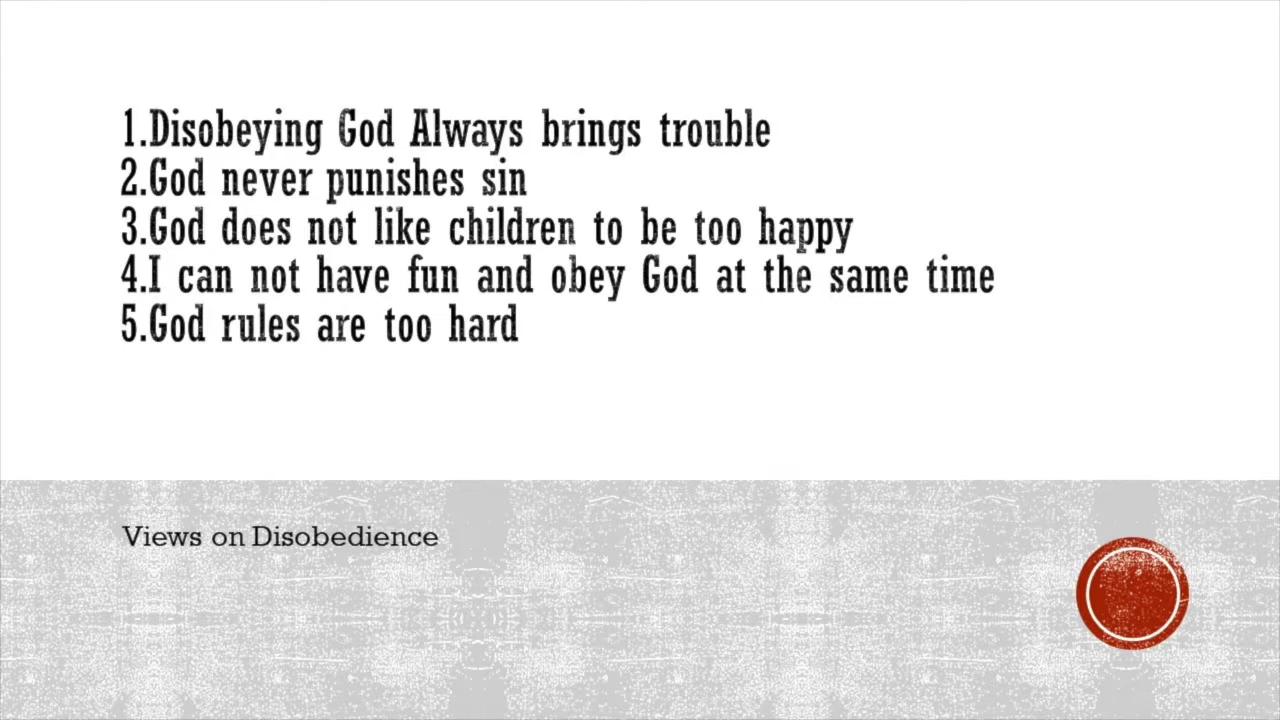 1.Disobeying God Always brings trouble
2.God never punishes sin
3.God does not like children to be too happy
4.I can not have fun and obey God at the same time
5.God rules are too hard
Views on Disobedience